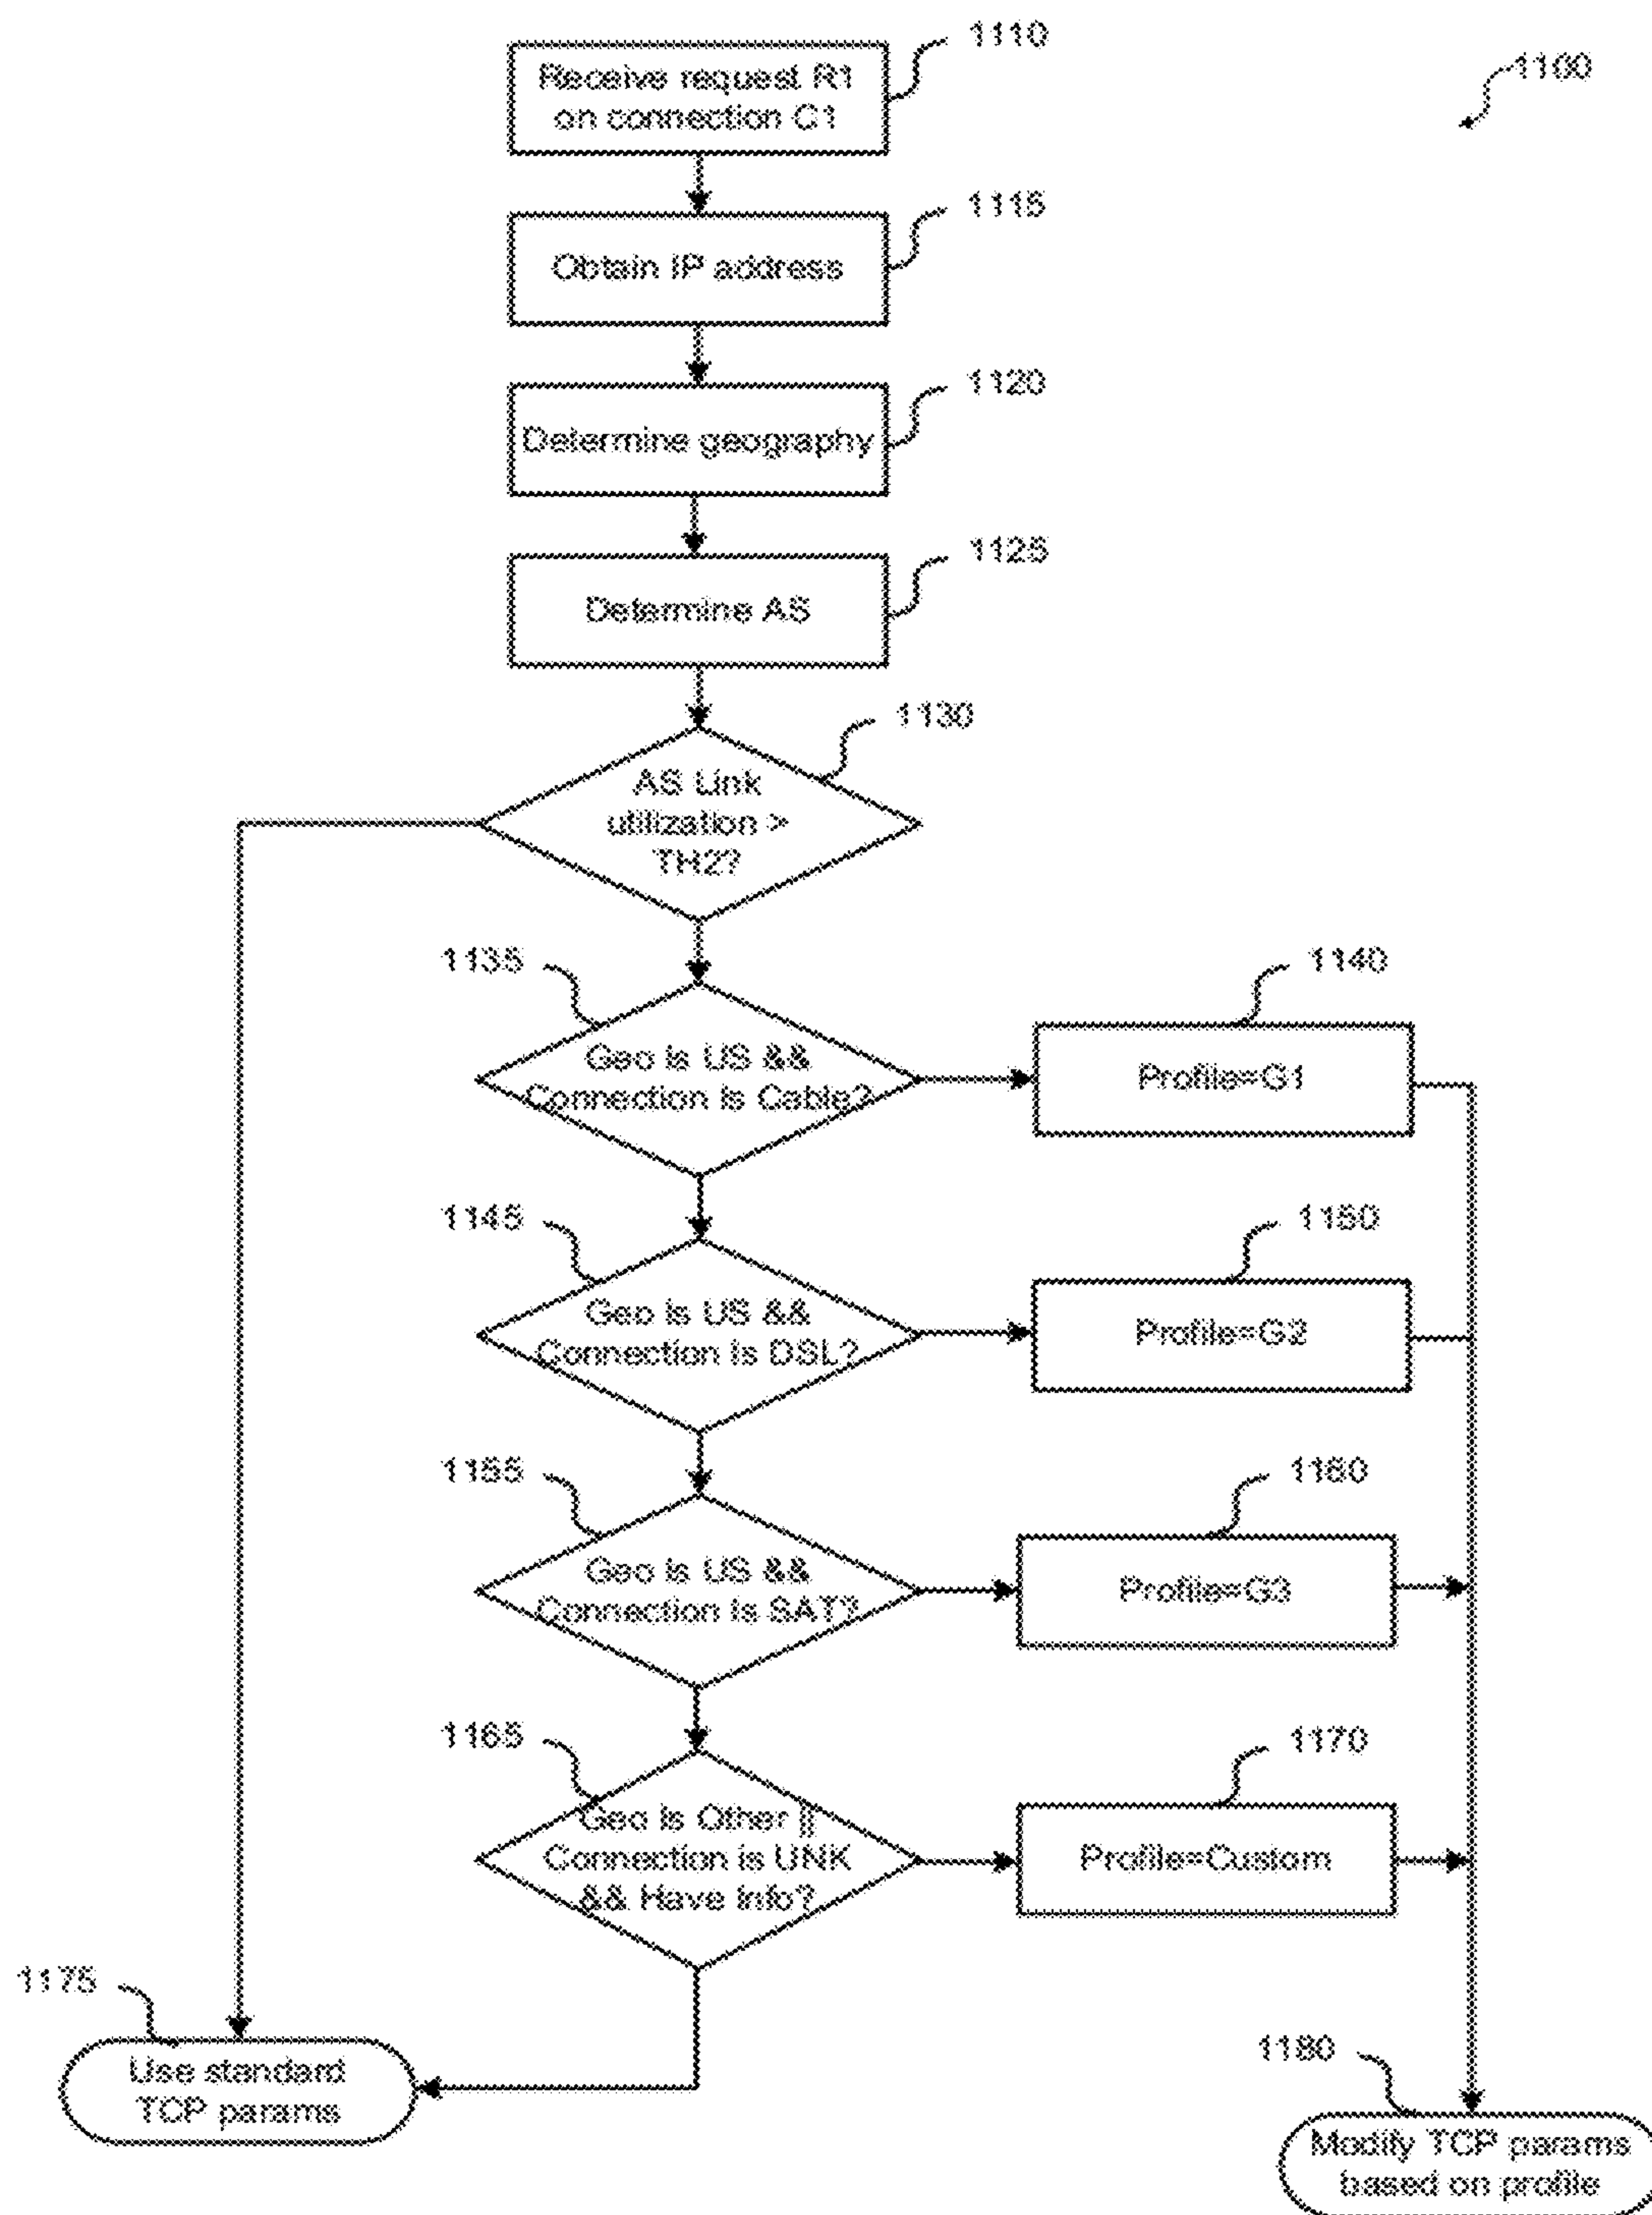 1110
1100
Receive request R1
on connection C1
1115
Obtain IP address
1120
Determine geography
1125
Determine AS
1130
AS Link
utilization >
TH2?
1135
1140
Geo is US &&
Connection is Cable?
Profile=G1
1145
1150
Geo is US &&
Connection is DSL?
Profile=G2
1155
1160
Geo is US &&
Connection is SAT?
Profile=G3
1165
1170
Geo is Other ||
Connection is UNK
&& Have Info?
Profile=Custom
1175
Use standard
TCP params
1180
Modify TCP params
based on profile